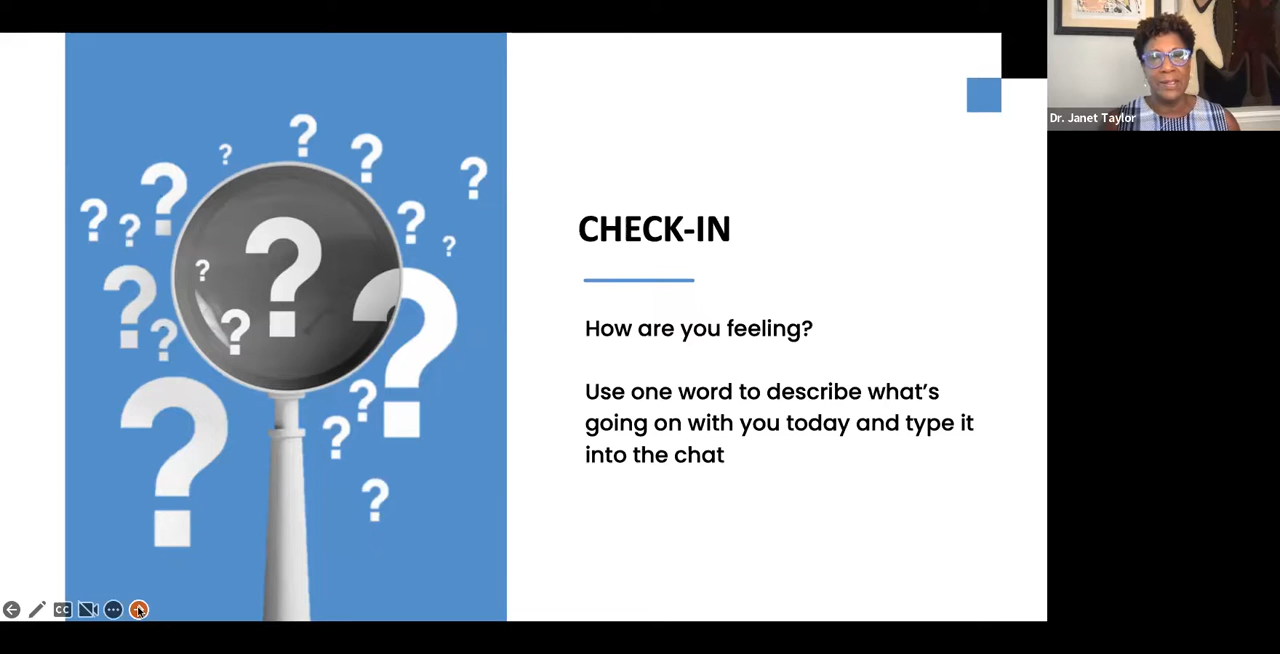 Dr. Janet Taylor
CHECK-IN
How are you feeling?
Use one word to describe what's
going on with you today and type it
into the chat
? ? ? ? ? ? ? ? ? ? ? ? ? ? ? ? ? ? ?
CC